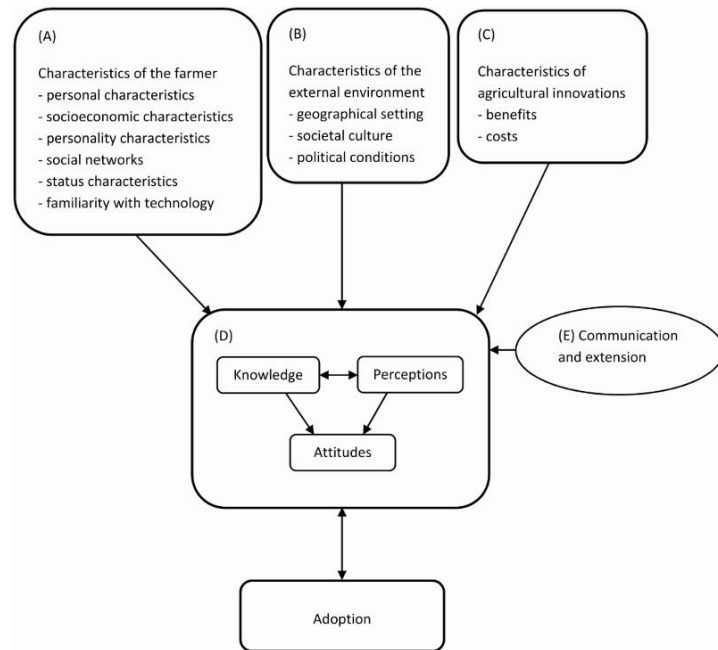 (A)
Characteristics of the farmer
- personal characteristics
- socioeconomic characteristics
- personality characteristics
- social networks
- status characteristics
- familiarity with technology
(B)
Characteristics of the
external environment
- geographical setting
- societal culture
- political conditions
(C)
Characteristics of
agricultural innovations
- benefits
- costs
(D)
Knowledge
Perceptions
Attitudes
(E) Communication
and extension
Adoption